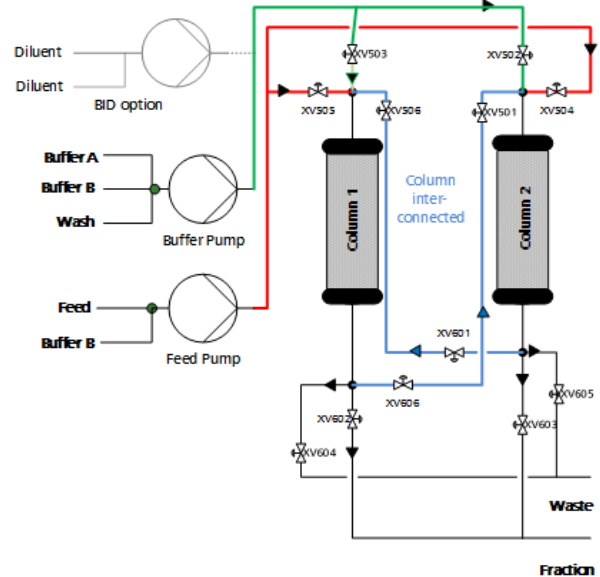 Diluent
Diluent
BID option
XV503
XV502
XV505
XV506
XV501
XV504
Buffer A
Buffer B
Wash
Buffer Pump
Column 1
Column
inter-
connected
Column 2
Feed
Buffer B
Feed Pump
XV601
XV606
XV605
XV602
XV603
XV604
Waste
Fraction